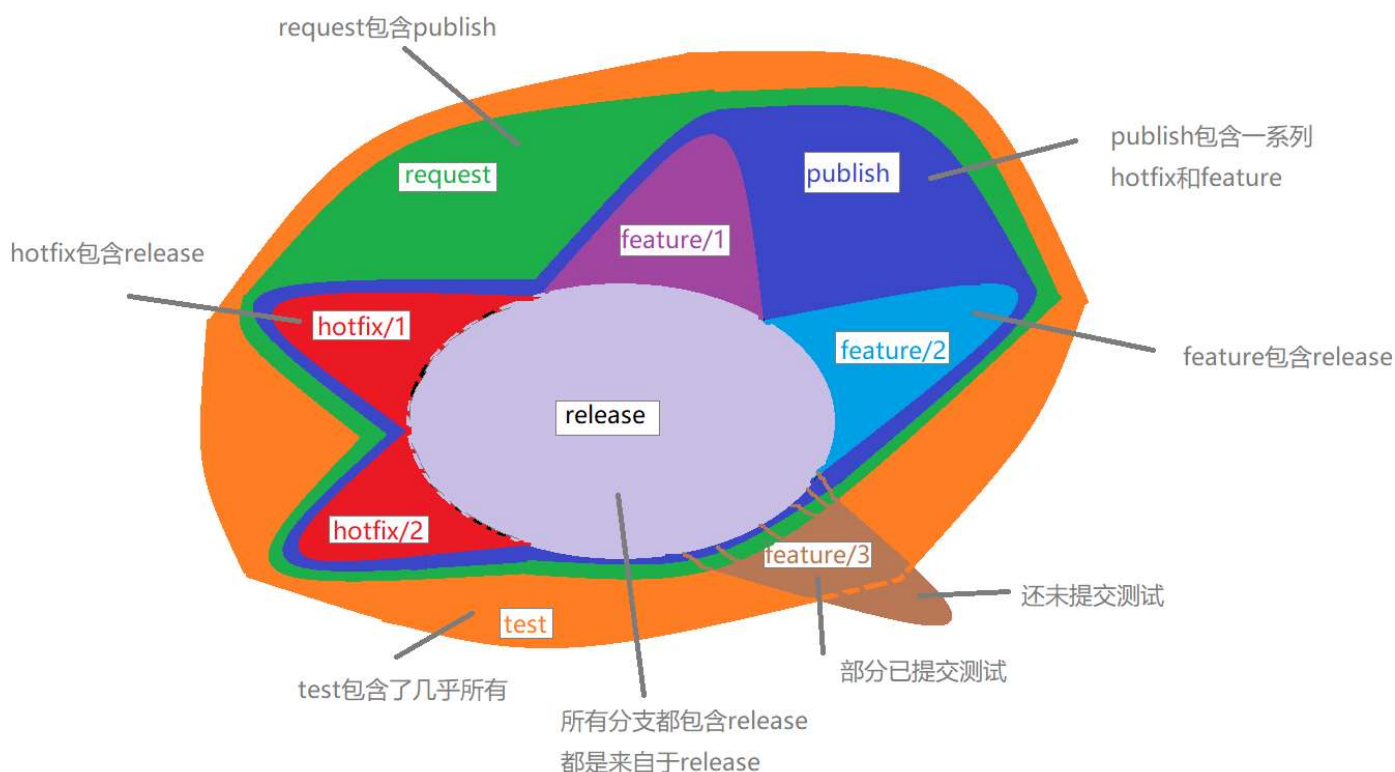 request包含publish
publish包含一系列
hotfix和feature
request
publish
feature/1
hotfix包含release
hotfix/1
feature/2
feature包含release
release
hotfix/2
feature/3
还未提交测试
test
部分已提交测试
test包含了几乎所有
所有分支都包含release
都是来自于release